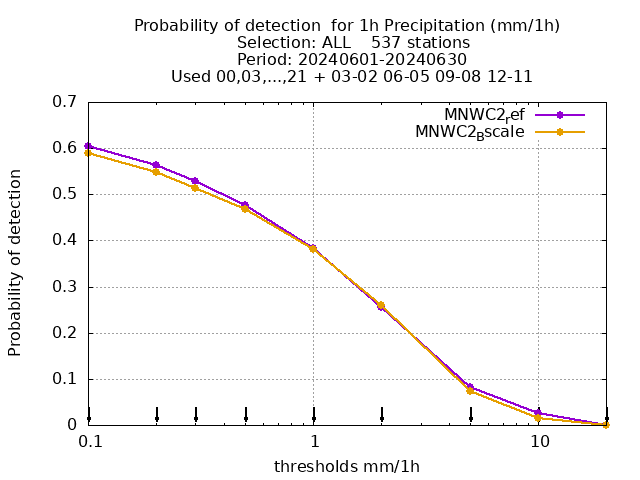 Probability of detection  for 1h Precipitation (mm/1h)
Selection: ALL    537 stations
Period: 20240601-20240630
Used 00,03,...,21 + 03-02 06-05 09-08 12-11
MNWC2ref
MNWC2Bscale
0.7
0.6
0.5
0.4
0.3
0.2
0.1
0
Probability of detection
0.1 1 10
thresholds mm/1h